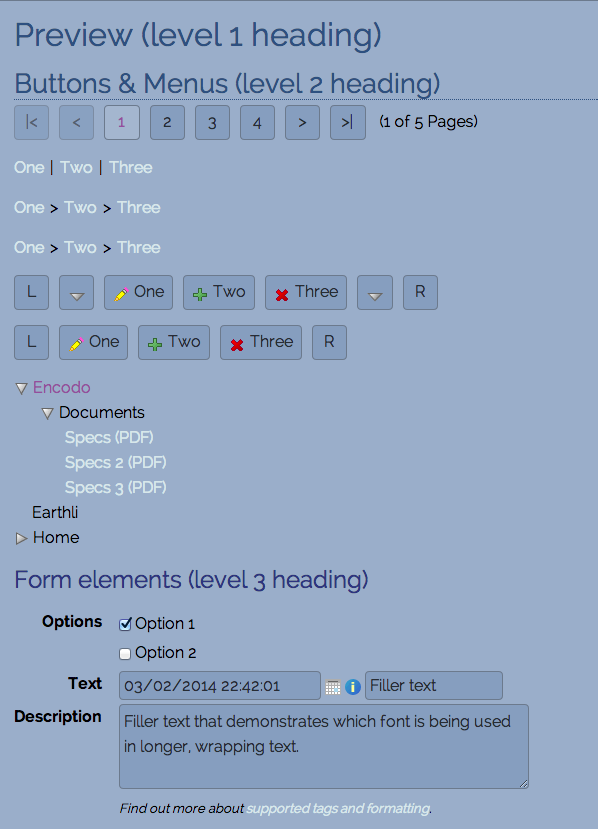 Preview (level 1 heading)
Buttons & Menus (level 2 heading)
|< < 1 2 3 4 > >| (1 of 5 Pages)
One | Two | Three
One > Two > Three
One > Two > Three
L One Two Three R
L One Two Three R
Encodo
Documents
Specs (PDF)
Specs 2 (PDF)
Specs 3 (PDF)
Earthli
Home
Form elements (level 3 heading)
Options Option 1
Option 2
Text 03/02/2014 22:42:01 Filler text
Description Filler text that demonstrates which font is being used
in longer, wrapping text.
Find out more about supported tags and formatting.